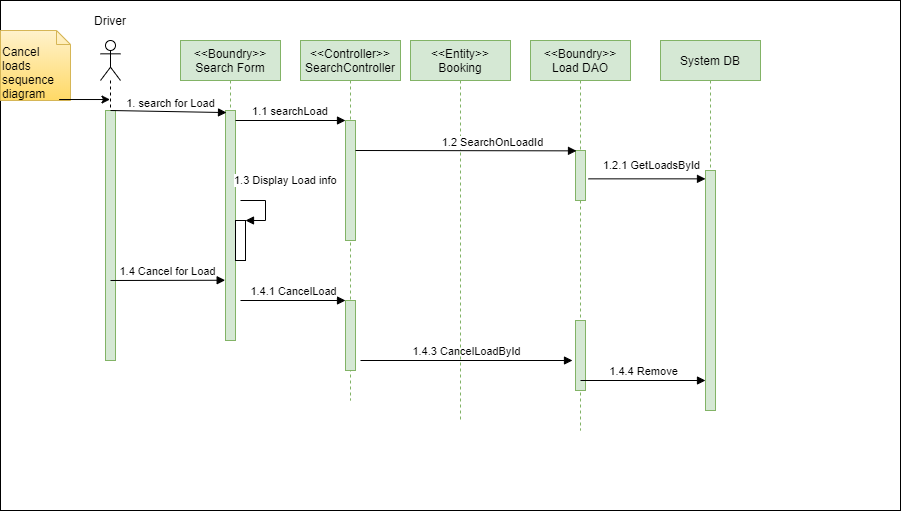 Driver
Cancel
loads
sequence
diagram
<<Boundry>>
Search Form
<<Controller>>
SearchController
<<Entity>>
Booking
<<Boundry>>
Load DAO
System DB
1. search for Load
1.1 searchLoad
1.2 SearchOnLoadId
1.2.1 GetLoadsById
1.3 Display Load info
1.4 Cancel for Load
1.4.1 CancelLoad
1.4.3 CancelLoadById
1.4.4 Remove